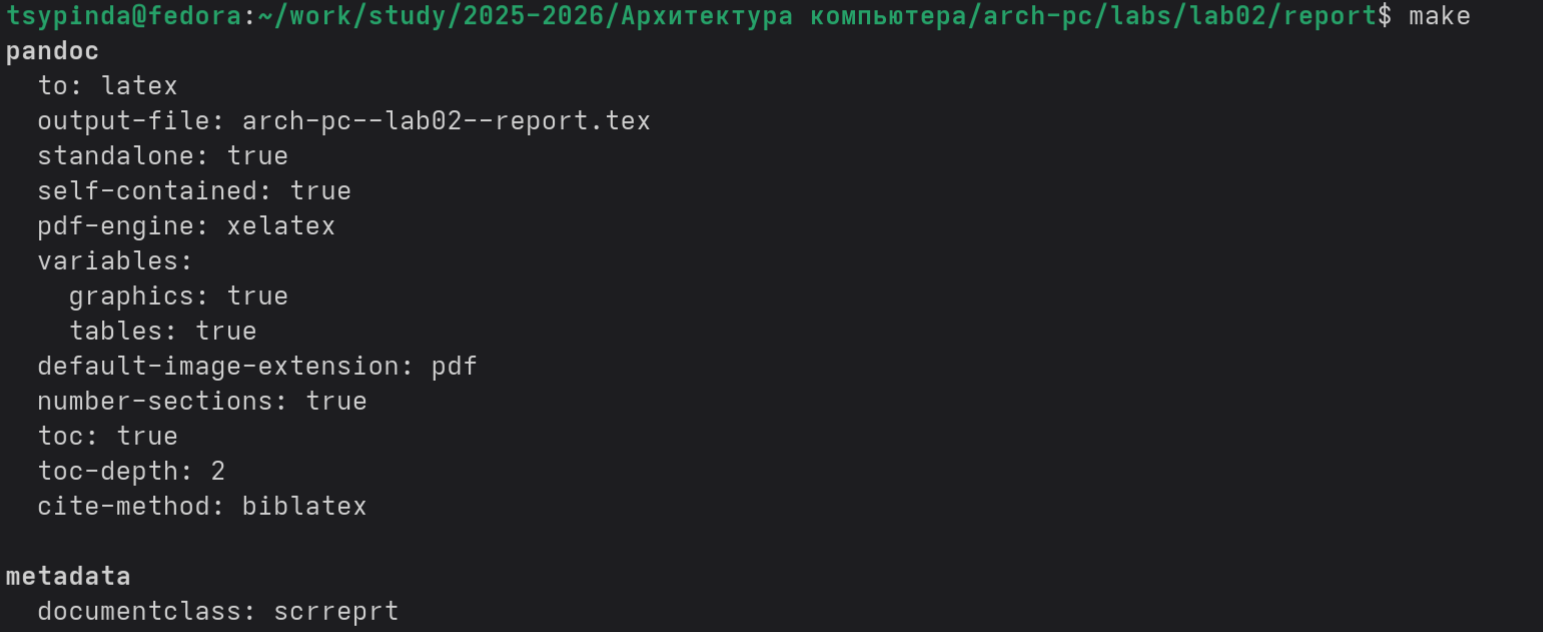 tsypinda@fedora:~/work/study/2025-2026/Архитектура компьютера/arch-pc/labs/lab02/report$ make
pandoc
  to: latex
  output-file: arch-pc--lab02--report.tex
  standalone: true
  self-contained: true
  pdf-engine: xelatex
  variables:
    graphics: true
    tables: true
  default-image-extension: pdf
  number-sections: true
  toc: true
  toc-depth: 2
  cite-method: biblatex

metadata
  documentclass: scrreprt